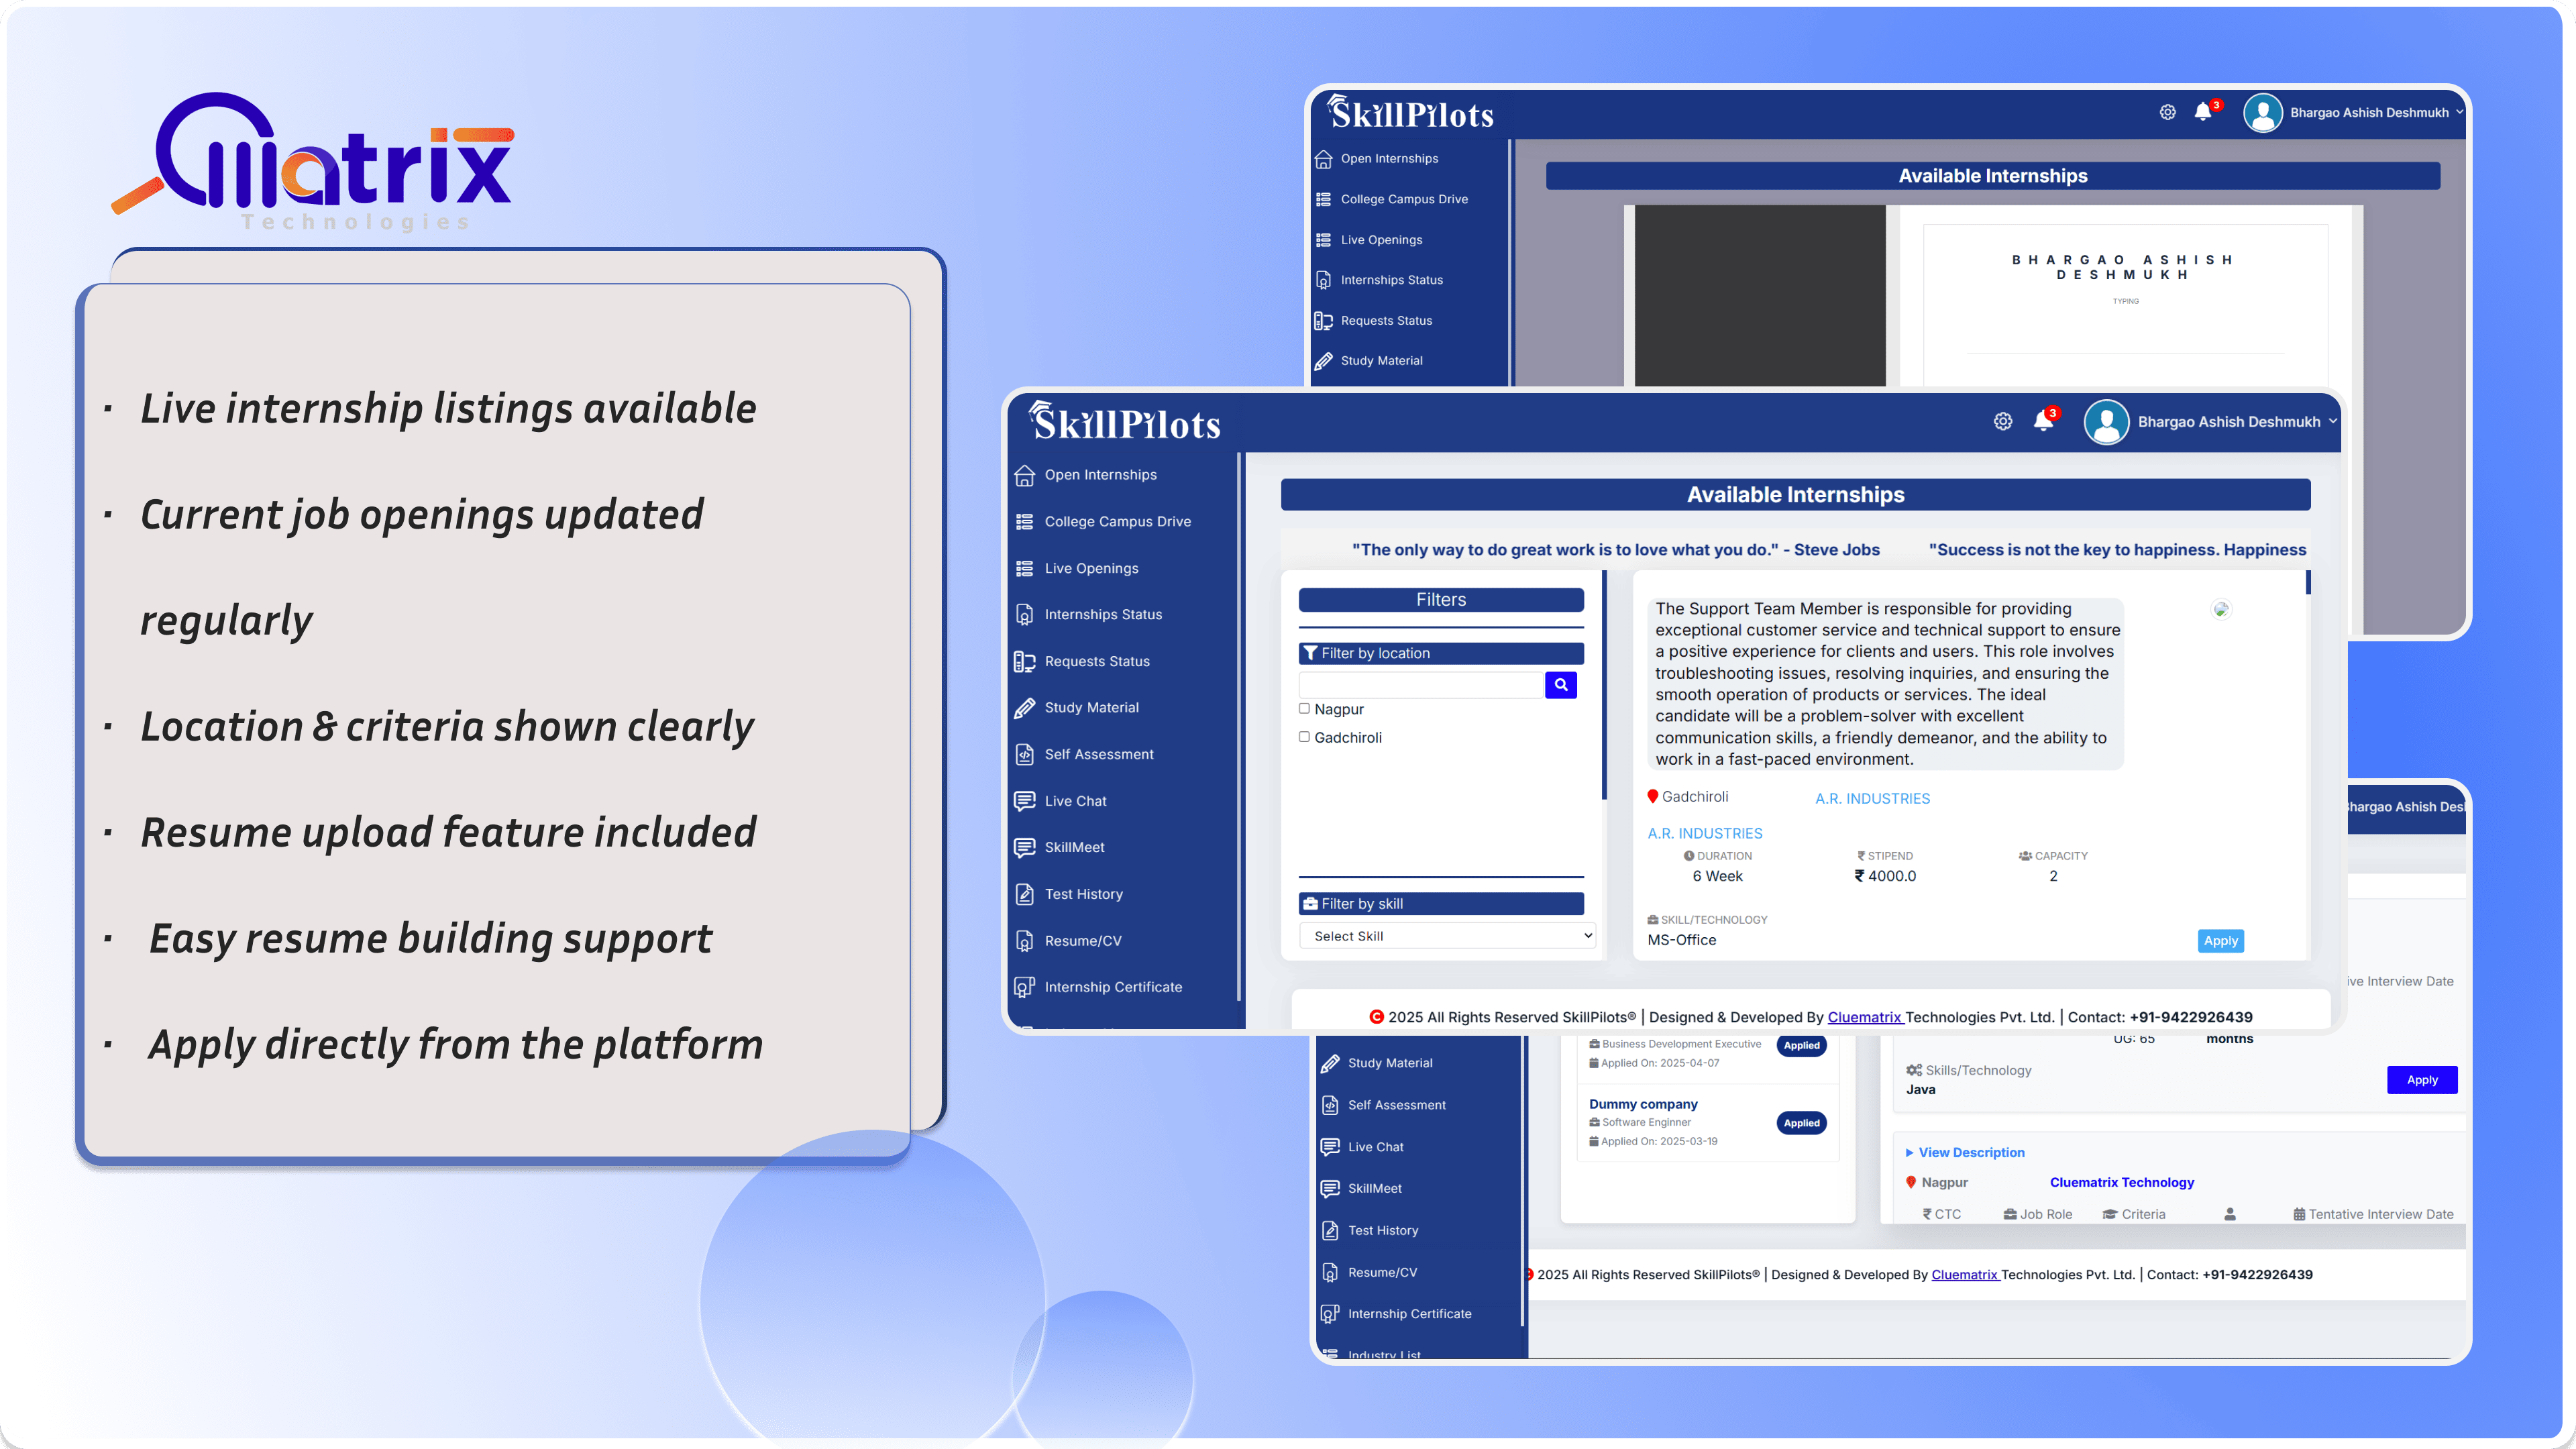 Cluematrix
Technologies
· Live internship listings available
· Current job openings updated
regularly
· Location & criteria shown clearly
· Resume upload feature included
· Easy resume building support
· Apply directly from the platform
SkillPilots
3
Bhargao Ashish Deshmukh
Open Internships
College Campus Drive
Live Openings
Internships Status
Requests Status
Study Material
Available Internships
BHARGAO ASHISH
DESHMUKH
TYPING
SkillPilots
3
Bhargao Ashish Deshmukh
Open Internships
College Campus Drive
Live Openings
Internships Status
Requests Status
Study Material
Self Assessment
Live Chat
SkillMeet
Test History
Resume/CV
Internship Certificate
Available Internships
"The only way to do great work is to love what you do." - Steve Jobs "Success is not the key to happiness. Happiness
Filters
Filter by location
Nagpur
Gadchiroli
Filter by skill
Select Skill
The Support Team Member is responsible for providing
exceptional customer service and technical support to ensure
a positive experience for clients and users. This role involves
troubleshooting issues, resolving inquiries, and ensuring the
smooth operation of products or services. The ideal
candidate will be a problem-solver with excellent
communication skills, a friendly demeanor, and the ability to
work in a fast-paced environment.
Gadchiroli A.R. INDUSTRIES
A.R. INDUSTRIES
DURATION ₹ STIPEND CAPACITY
6 Week ₹ 4000.0 2
SKILL/TECHNOLOGY
MS-Office
Apply
© 2025 All Rights Reserved SkillPilots® | Designed & Developed By Cluematrix Technologies Pvt. Ltd. | Contact: +91-9422926439
Bhargao Ashish Des
ive Interview Date
Study Material
Self Assessment
Live Chat
SkillMeet
Test History
Resume/CV
Internship Certificate
Industry List
Business Development Executive
Applied On: 2025-04-07
Applied
Dummy company
Software Enginner
Applied On: 2025-03-19
Applied
UG: 65 months
Skills/Technology
Java
Apply
View Description
Nagpur Cluematrix Technology
₹ CTC Job Role Criteria Tentative Interview Date
2025 All Rights Reserved SkillPilots® | Designed & Developed By Cluematrix Technologies Pvt. Ltd. | Contact: +91-9422926439